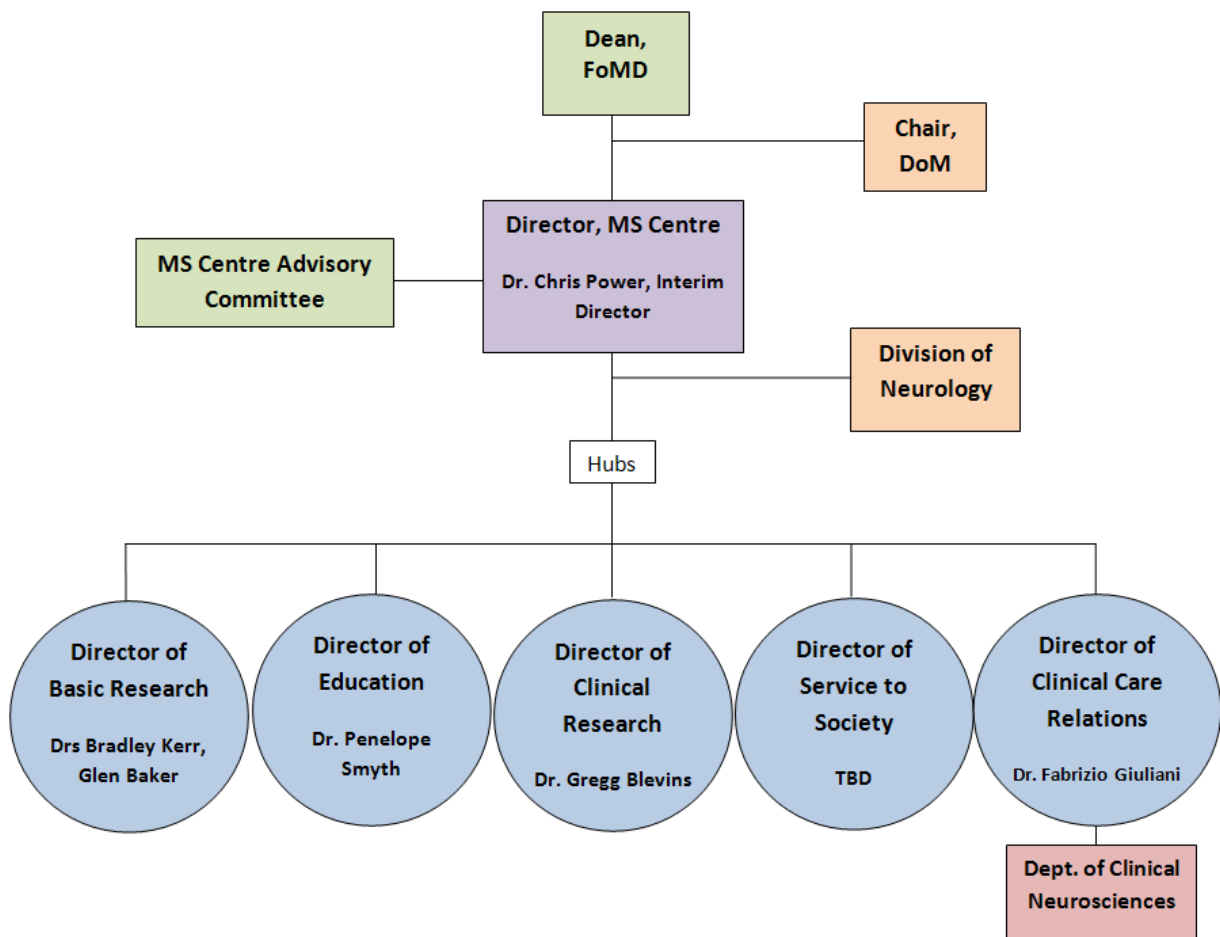 Dean,
FoMD
Chair,
DoM
Director, MS Centre
Dr. Chris Power, Interim
Director
MS Centre Advisory
Committee
Division of
Neurology
Hubs
Director of
Basic Research
Drs Bradley Kerr,
Glen Baker
Director of
Education
Dr. Penelope
Smyth
Director of
Clinical
Research
Dr. Gregg Blevins
Director of
Service to
Society
TBD
Director of
Clinical Care
Relations
Dr. Fabrizio Giuliani
Dept. of Clinical
Neurosciences